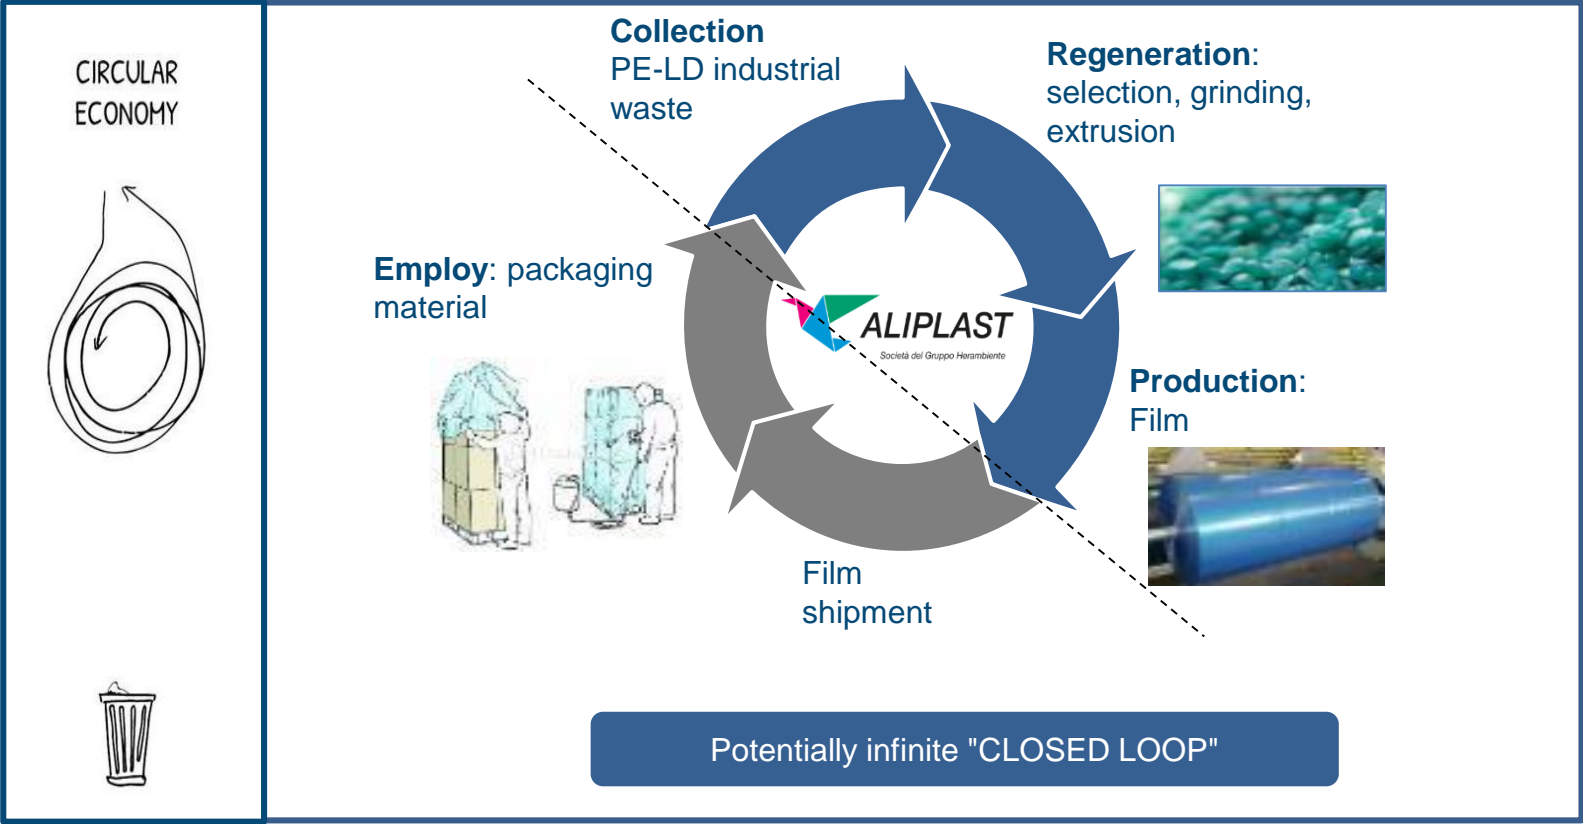 CIRCULAR
ECONOMY
Collection
PE-LD industrial
waste
Regeneration:
selection, grinding,
extrusion
Employ: packaging
material
ALIPLAST
Società del Gruppo Herambiente
Production:
Film
Film
shipment
Potentially infinite "CLOSED LOOP"